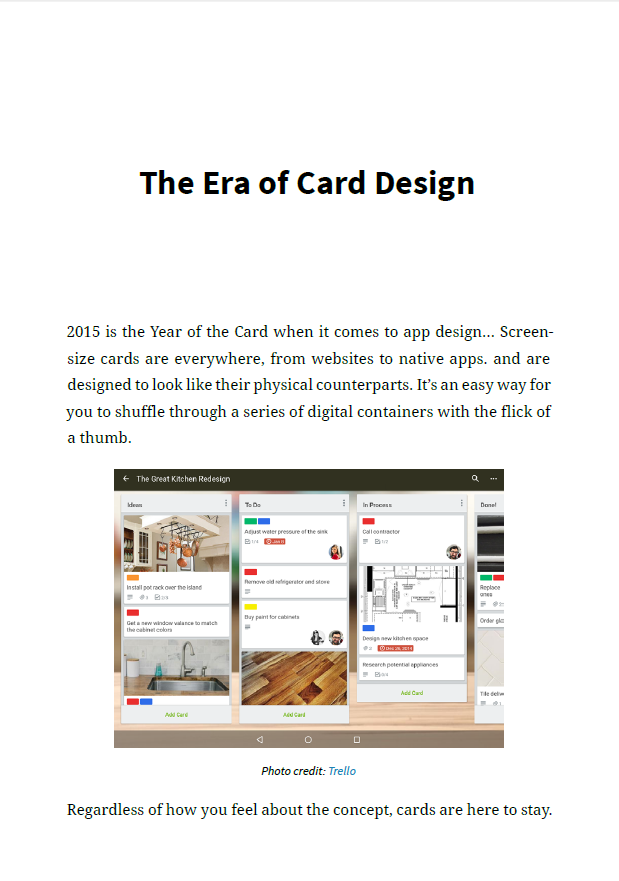 The Era of Card Design
2015 is the Year of the Card when it comes to app design… Screen-
size cards are everywhere, from websites to native apps. and are
designed to look like their physical counterparts. It’s an easy way for
you to shuffle through a series of digital containers with the flick of
a thumb.
The Great Kitchen Redesign
Ideas
Install pot rack over the island
Get a new window valance to match
the cabinet colors
Add Card
To Do
Adjust water pressure of the sink
Remove old refrigerator and stove
Buy paint for cabinets
Add Card
In Process
Call contractor
Design new kitchen space
Dec 28, 2014
Research potential appliances
Add Card
Done!
Replace
ones
Tile deliv
Photo credit: Trello
Regardless of how you feel about the concept, cards are here to stay.